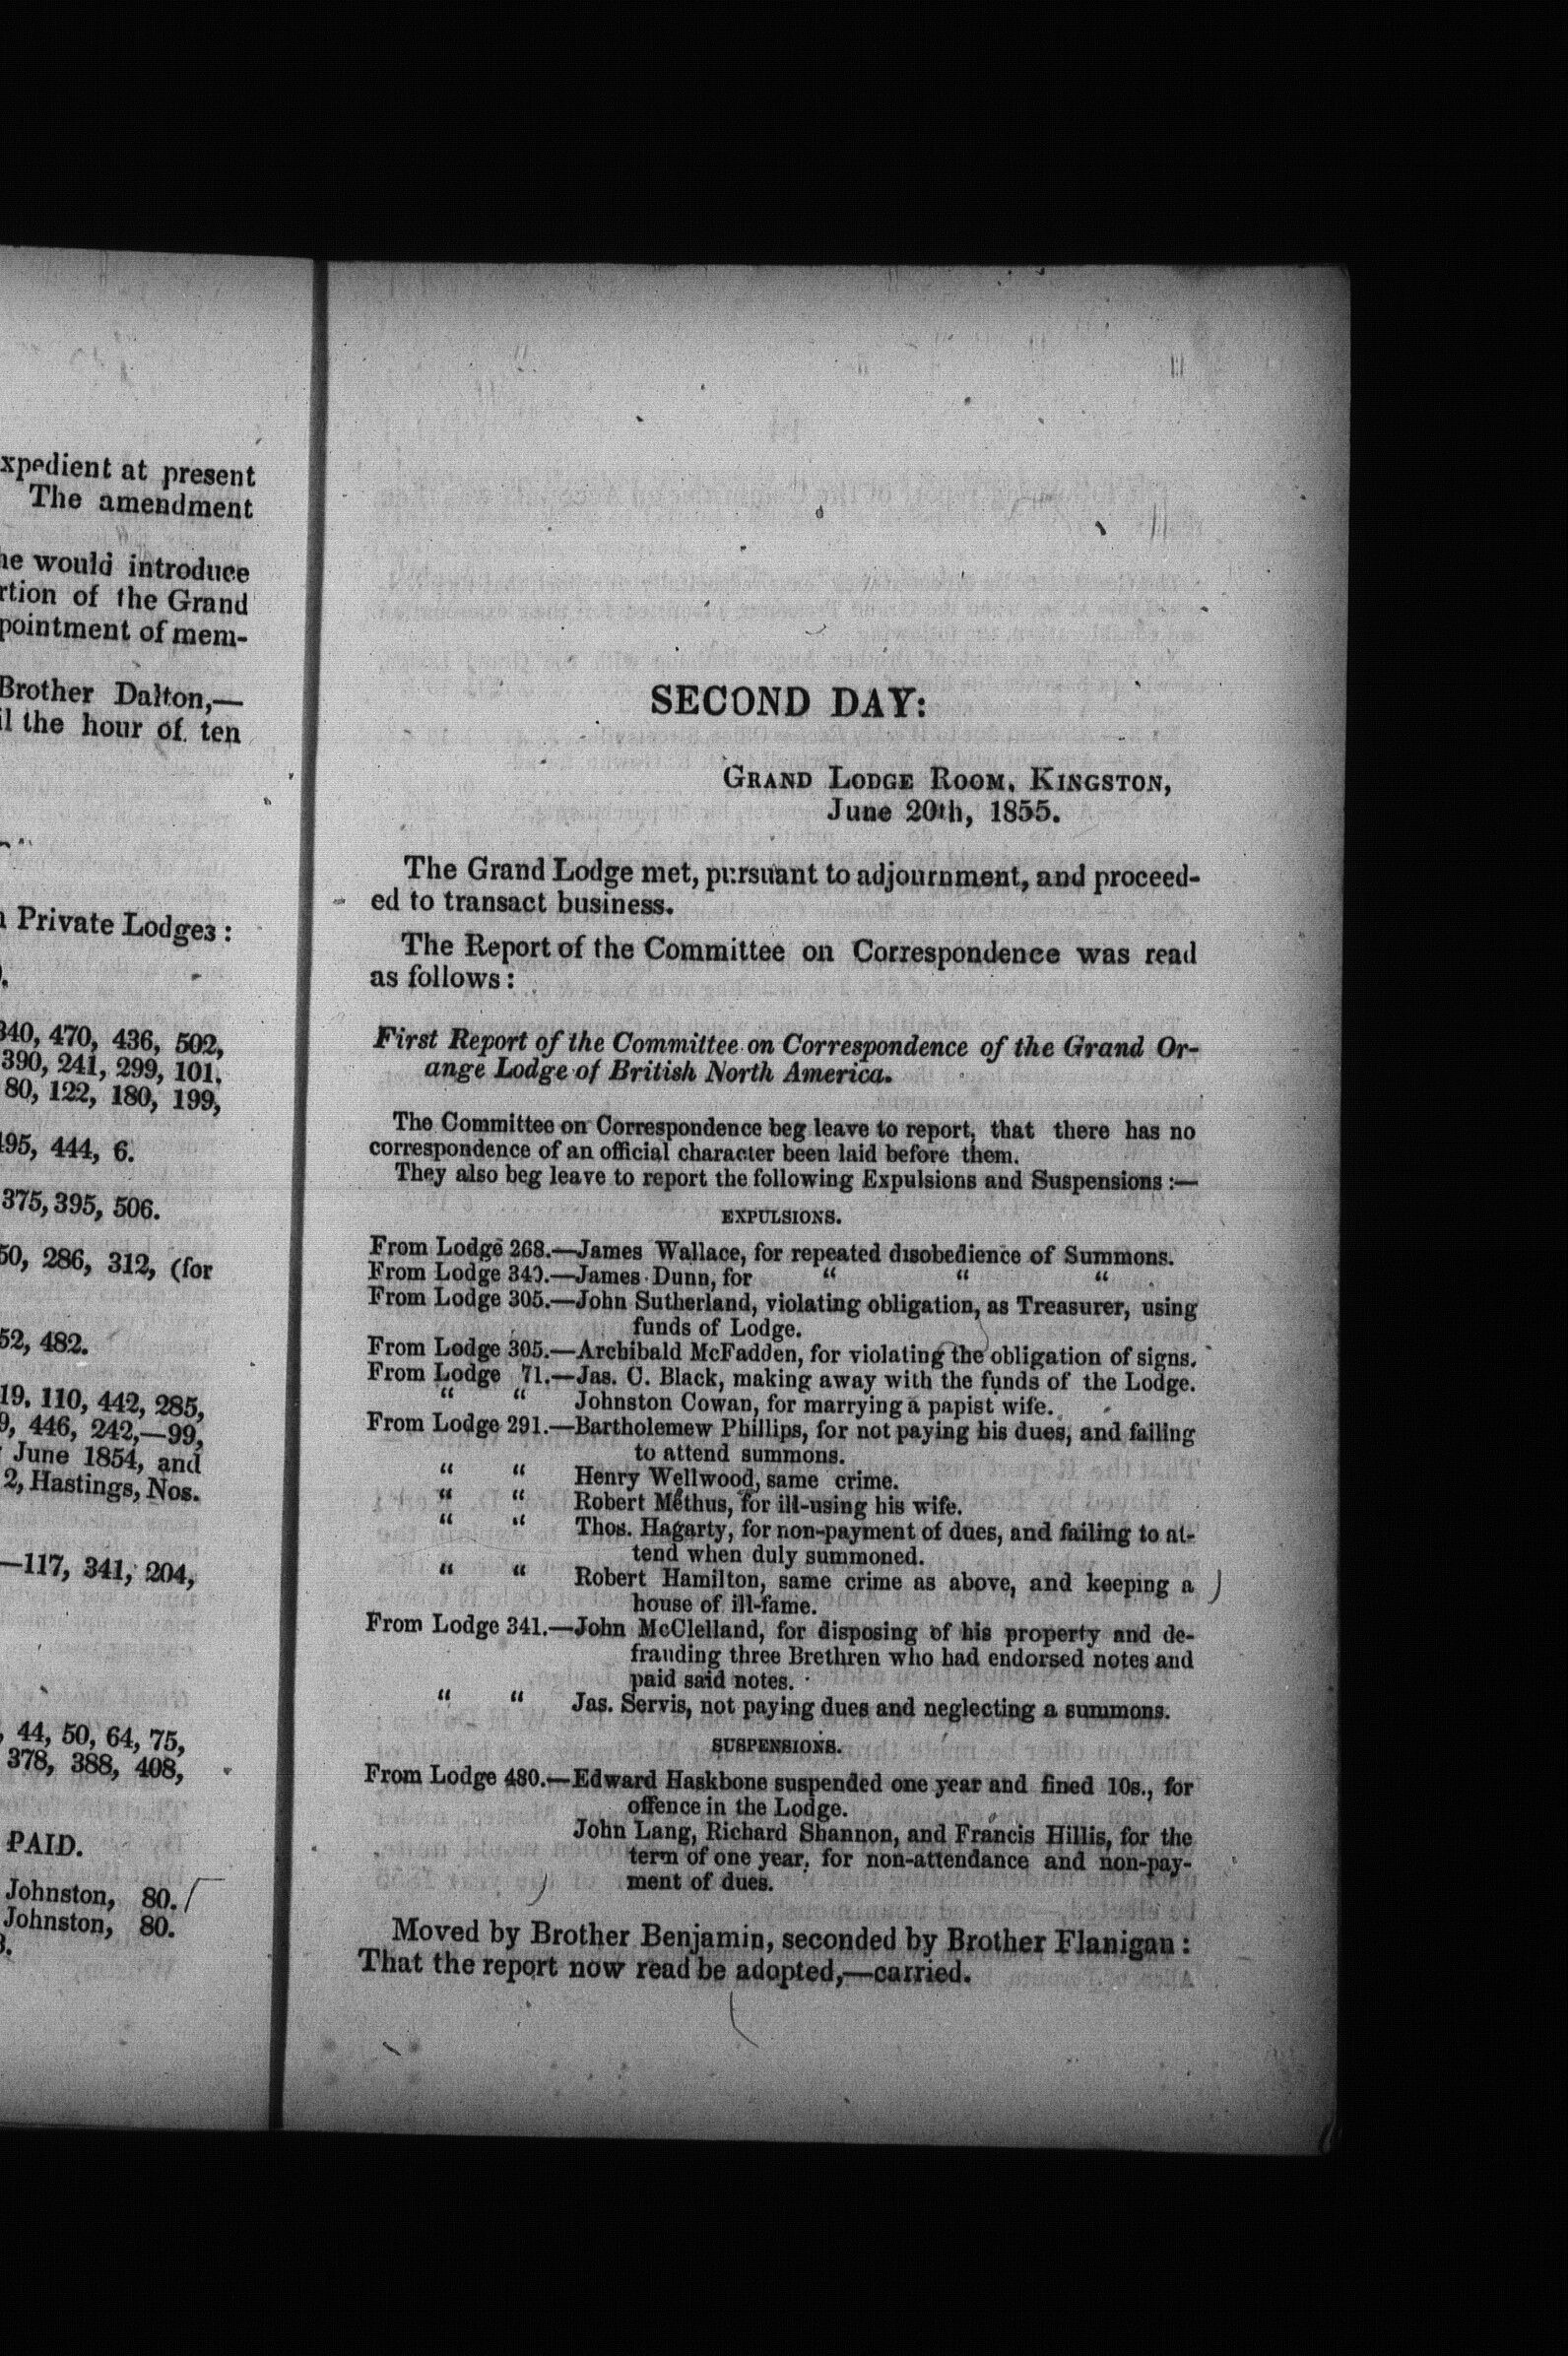 xpedient at present
The amendment
he would introduce
rtion of the Grand
pointment of mem-
Brother Dalton,—
il the hour of ten
Private Lodges:
340, 470, 436, 502,
390, 241, 299, 101.
80, 122, 180, 199,
195, 444, 6.
375, 395, 506.
50, 286, 312, (for
52, 482.
19, 110, 442, 285,
9, 446, 242,—99,
June 1854, and
2, Hastings, Nos.
—117, 341, 204,
, 44, 50, 64, 75,
378, 388, 408,
PAID.
Johnston, 80.
Johnston, 80.
SECOND DAY:
GRAND LODGE ROOM, KINGSTON,
June 20th, 1855.
The Grand Lodge met, pursuant to adjournment, and proceed-
ed to transact business.
The Report of the Committee on Correspondence was read
as follows:
First Report of the Committee on Correspondence of the Grand Or-
ange Lodge of British North America.
The Committee on Correspondence beg leave to report, that there has no
correspondence of an official character been laid before them.
They also beg leave to report the following Expulsions and Suspensions:—
EXPULSIONS.
From Lodge 268.—James Wallace, for repeated disobedience of Summons.
From Lodge 340.—James Dunn, for “ “ “
From Lodge 305.—John Sutherland, violating obligation, as Treasurer, using
funds of Lodge.
From Lodge 305.—Archibald McFadden, for violating the obligation of signs.
From Lodge 71.—Jas. C. Black, making away with the funds of the Lodge.
“ “ Johnston Cowan, for marrying a papist wife.
From Lodge 291.—Bartholemew Phillips, for not paying his dues, and failing
to attend summons.
“ “ Henry Wellwood, same crime.
“ “ Robert Methus, for ill-using his wife.
“ “ Thos. Hagarty, for non-payment of dues, and failing to at-
tend when duly summoned.
“ “ Robert Hamilton, same crime as above, and keeping a
house of ill-fame.
From Lodge 341.—John McClelland, for disposing of his property and de-
frauding three Brethren who had endorsed notes and
paid said notes.
“ “ Jas. Servis, not paying dues and neglecting a summons.
SUSPENSIONS.
From Lodge 480.—Edward Haskbone suspended one year and fined 10s., for
offence in the Lodge.
John Lang, Richard Shannon, and Francis Hillis, for the
term of one year, for non-attendance and non-pay-
ment of dues.
Moved by Brother Benjamin, seconded by Brother Flanigan:
That the report now read be adopted,—carried.